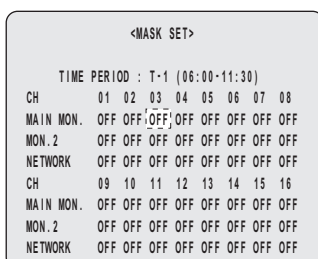 <MASK SET>
TIME PERIOD : T-1 (06:00-11:30)
CH 01 02 03 04 05 06 07 08
MAIN MON. OFF OFF OFF OFF OFF OFF OFF OFF
MON.2 OFF OFF OFF OFF OFF OFF OFF OFF
NETWORK OFF OFF OFF OFF OFF OFF OFF OFF
CH 09 10 11 12 13 14 15 16
MAIN MON. OFF OFF OFF OFF OFF OFF OFF OFF
MON.2 OFF OFF OFF OFF OFF OFF OFF OFF
NETWORK OFF OFF OFF OFF OFF OFF OFF OFF